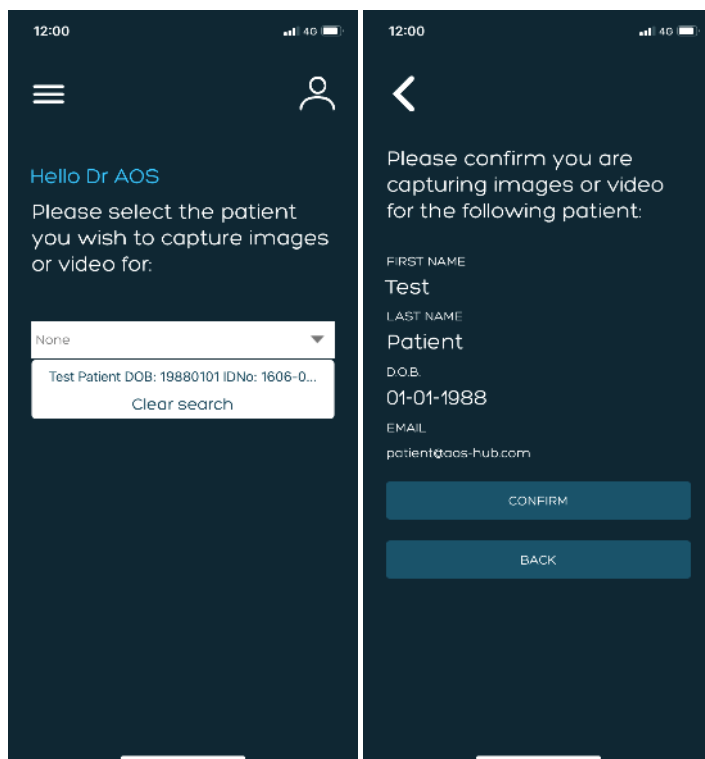 12:00
4G
Hello Dr AOS
Please select the patient
you wish to capture images
or video for:
None
Test Patient DOB: 19880101 IDNo: 1606-0...
Clear search
12:00
4G
Please confirm you are
capturing images or video
for the following patient:
FIRST NAME
Test
LAST NAME
Patient
D.O.B.
01-01-1988
EMAIL
patient@aos-hub.com
CONFIRM
BACK